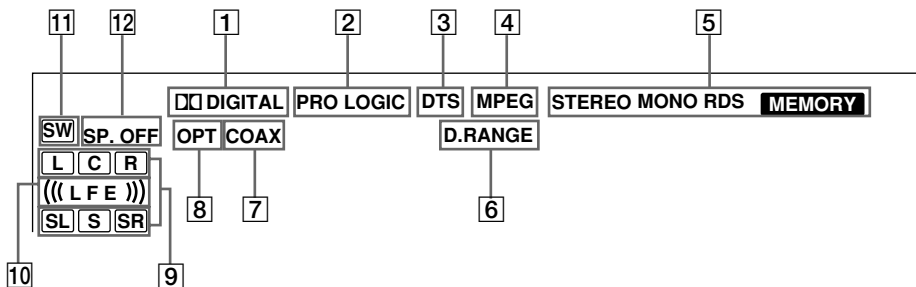 11 12 1 2 3 4 5
DIGITAL PRO LOGIC DTS MPEG STEREO MONO RDS MEMORY
SW SP. OFF OPT COAX D.RANGE
L C R
((( L F E )))
8 7 6
SL S SR
10 9